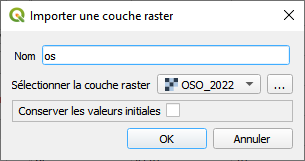 Importer une couche raster
Nom os
Sélectionner la couche raster OSO_2022 ...
Conserver les valeurs initiales
OK Annuler